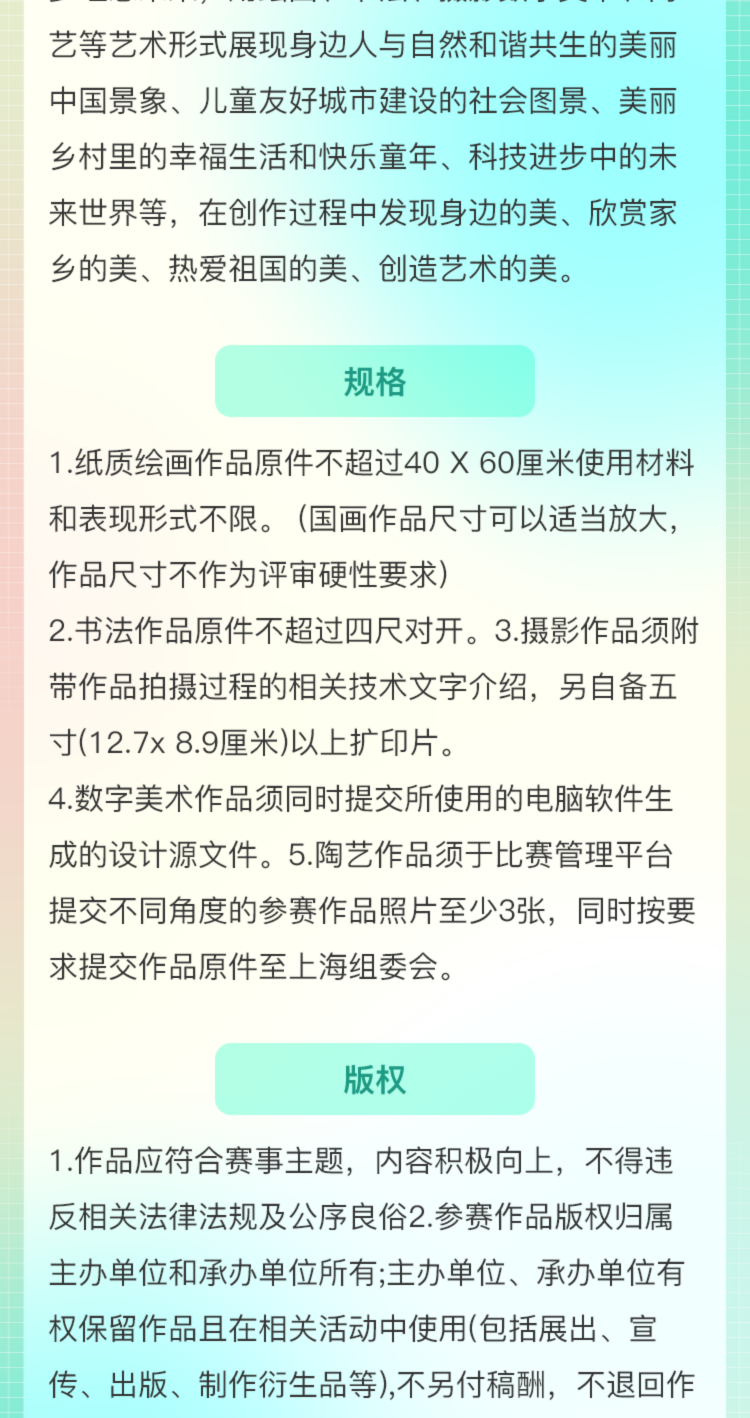 艺等艺术形式展现身边人与自然和谐共生的美丽
中国景象、儿童友好城市建设的社会图景、美丽
乡村里的幸福生活和快乐童年、科技进步中的未
来世界等，在创作过程中发现身边的美、欣赏家
乡的美、热爱祖国的美、创造艺术的美。
规格
1.纸质绘画作品原件不超过40 X 60厘米使用材料
和表现形式不限。（国画作品尺寸可以适当放大，
作品尺寸不作为评审硬性要求）
2.书法作品原件不超过四尺对开。3.摄影作品须附
带作品拍摄过程的相关技术文字介绍，另自备五
寸(12.7x 8.9厘米)以上扩印片。
4.数字美术作品须同时提交所使用的电脑软件生
成的设计源文件。5.陶艺作品须于比赛管理平台
提交不同角度的参赛作品照片至少3张，同时按要
求提交作品原件至上海组委会。
版权
1.作品应符合赛事主题，内容积极向上，不得违
反相关法律法规及公序良俗2.参赛作品版权归属
主办单位和承办单位所有;主办单位、承办单位有
权保留作品且在相关活动中使用(包括展出、宣
传、出版、制作衍生品等),不另付稿酬，不退回作